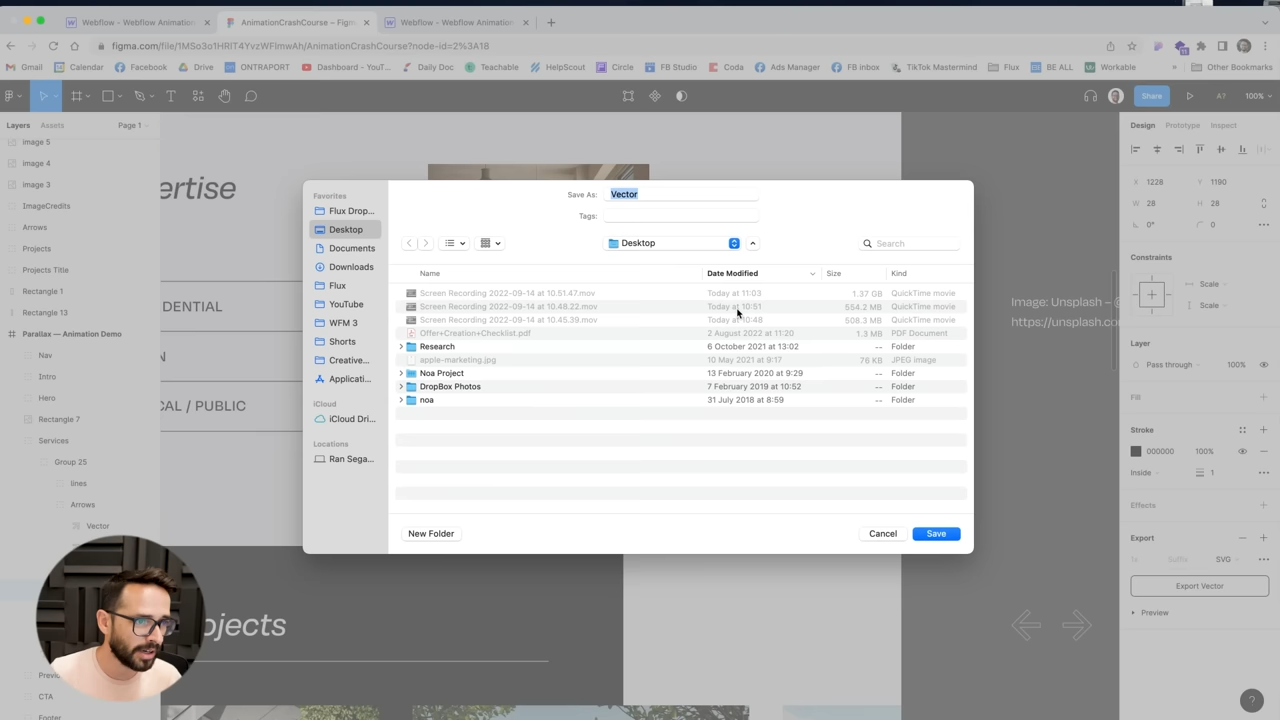 Webflow - Webflow Animation
AnimationCrashCourse – Figm
Webflow - Webflow Animation
figma.com/file/1MSo3o1HRlT4YvzWFlmwAh/AnimationCrashCourse?node-id=2%3A18
Gmail
Calendar
Facebook
Drive
ONTRAPORT
Dashboard - YouT...
Daily Doc
Teachable
HelpScout
Circle
FB Studio
Coda
Ads Manager
FB inbox
TikTok Mastermind
Flux
BE ALL
Workable
»
Other Bookmarks
Share
A?
100%
Layers
Assets
Page 1
image 5
image 4
image 3
ImageCredits
Arrows
Projects
Projects Title
Rectangle 1
Rectangle 13
Parallax — Animation Demo
Nav
Intro
Hero
Rectangle 7
Services
Group 25
lines
Arrows
Vector
CTA
Footer
ertise
DENTIAL
N
CAL / PUBLIC
ojects
Image: Unsplash – @
https://unsplash.cou
Favorites
Flux Drop...
Desktop
Documents
Downloads
Flux
YouTube
WFM 3
Shorts
Creative...
Applicati...
iCloud
iCloud Dri...
Locations
Ran Sega...
Save As:
Vector
Tags:
Desktop
Search
Name
Date Modified
Size
Kind
Screen Recording 2022-09-14 at 10.51.47.mov
Today at 11:03
1.37 GB
QuickTime movie
Screen Recording 2022-09-14 at 10.48.22.mov
Today at 10:51
554.2 MB
QuickTime movie
Screen Recording 2022-09-14 at 10.45.39.mov
Today at 10:48
508.3 MB
QuickTime movie
Offer+Creation+Checklist.pdf
2 August 2022 at 11:20
1.3 MB
PDF Document
Research
6 October 2021 at 13:02
--
Folder
apple-marketing.jpg
10 May 2021 at 9:17
76 KB
JPEG image
Noa Project
13 February 2020 at 9:29
--
Folder
DropBox Photos
7 February 2019 at 10:52
--
Folder
noa
31 July 2018 at 8:59
--
Folder
New Folder
Cancel
Save
Design
Prototype
Inspect
X
1228
Y
1190
W
28
H
28
0°
0
Constraints
Scale
Scale
Layer
Pass through
100%
Fill
Stroke
000000
100%
Inside
1
Effects
Export
1x
Suffix
SVG
Export Vector
Preview
?